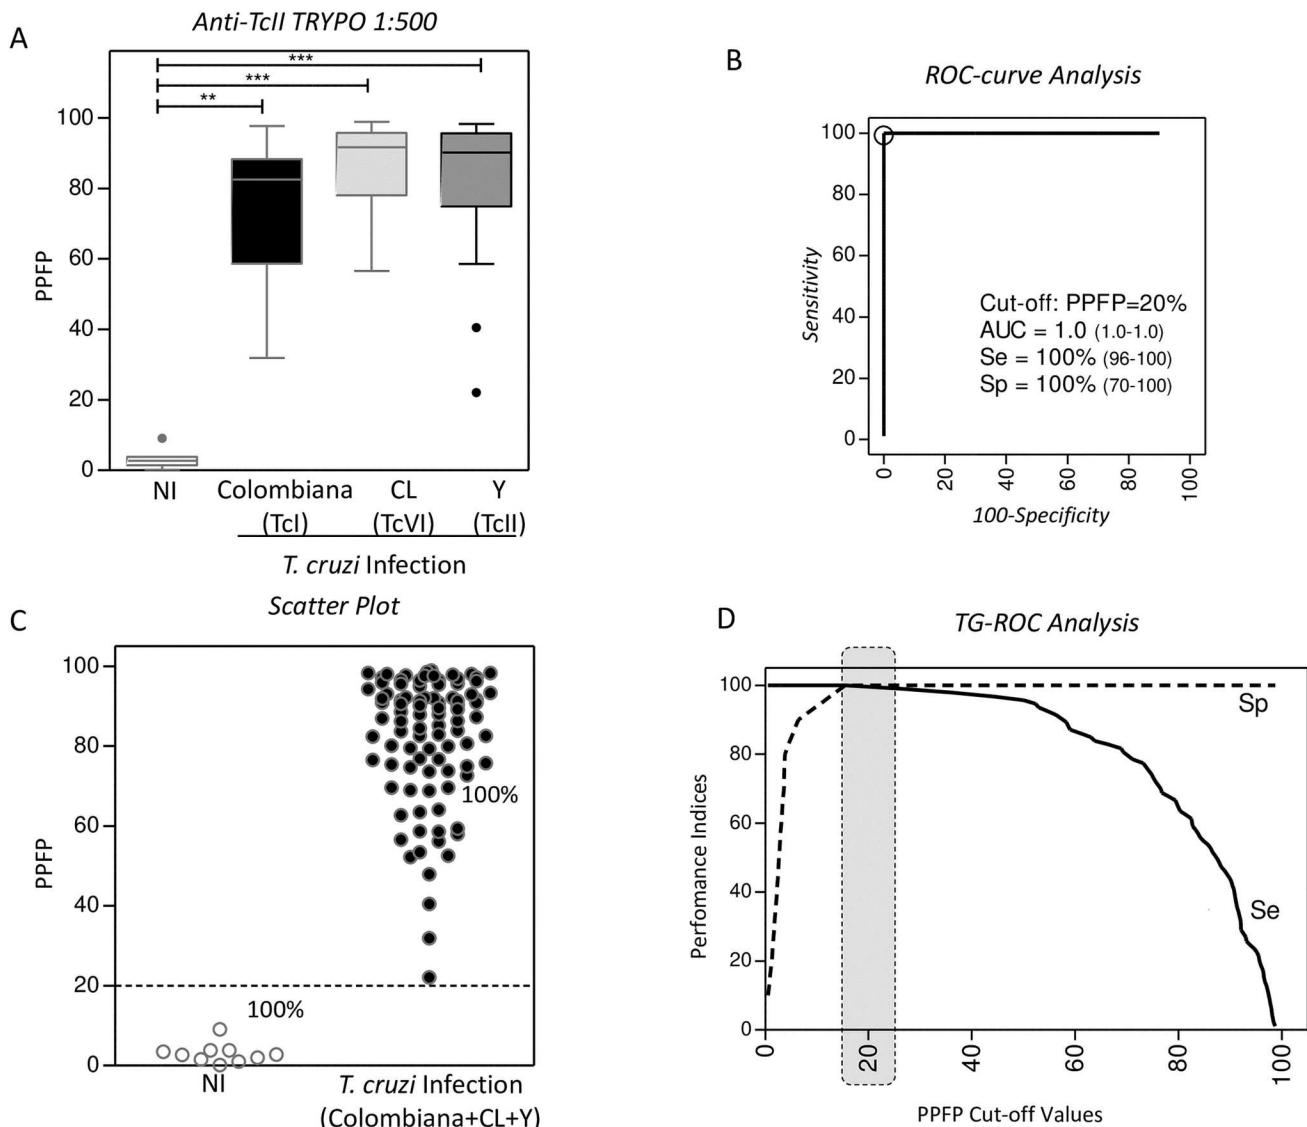 A
Anti-TcII TRYPO 1:500
***
***
**
PPFP
100
80
60
40
20
0
NI
Colombiana
(TcI)
CL
(TcVI)
Y
(TcII)
T. cruzi Infection
B
ROC-curve Analysis
Sensitivity
100
80
60
40
20
0
Cut-off: PPFP=20%
AUC = 1.0 (1.0-1.0)
Se = 100% (96-100)
Sp = 100% (70-100)
0
20
40
60
80
100
100-Specificity
C
Scatter Plot
PPFP
100
80
60
40
20
0
100%
100%
NI
T. cruzi Infection
(Colombiana+CL+Y)
D
TG-ROC Analysis
Perfomance Indices
100
80
60
40
20
0
Sp
Se
0
20
40
60
80
100
PPFP Cut-off Values